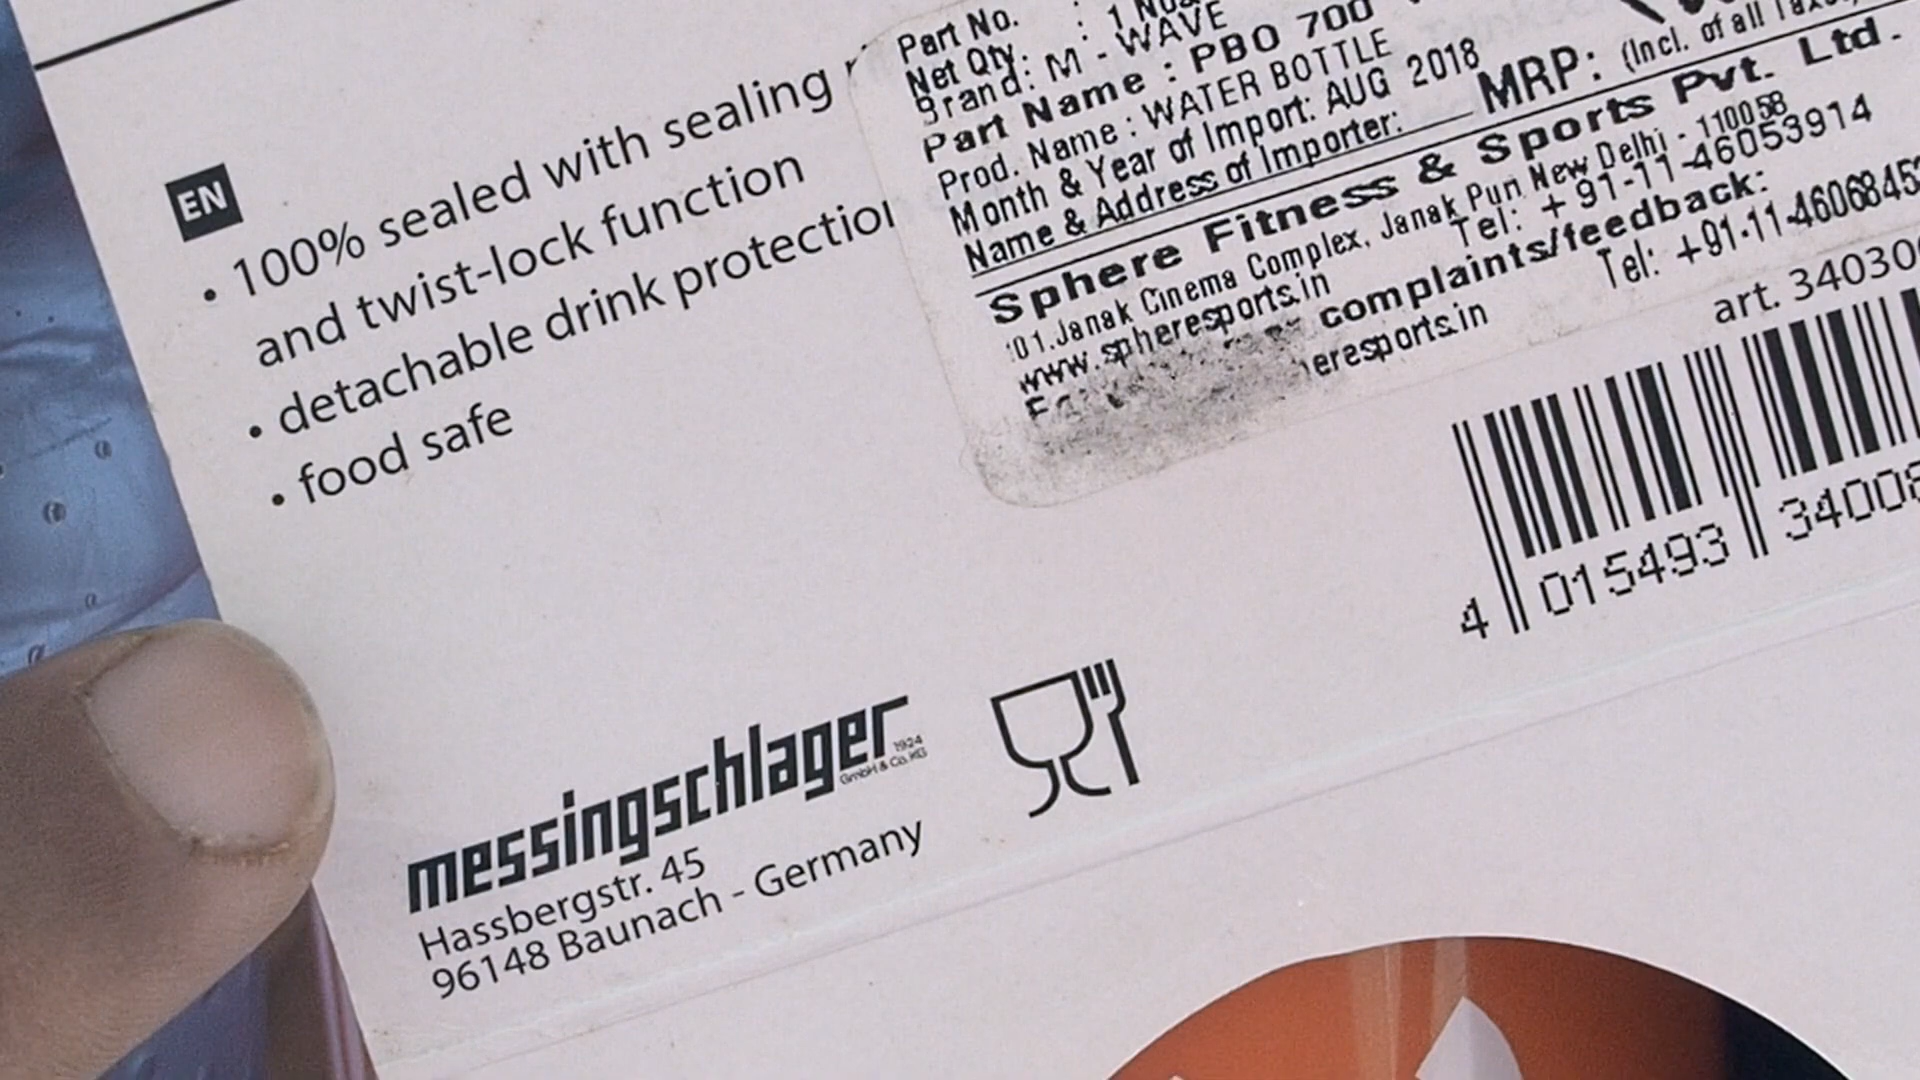 EN
• 100% sealed with sealing
and twist-lock function
• detachable drink protection
• food safe
Part No. :
Net Qty. : 1 No
Brand: M - WAVE
Part Name : PBO 700
Prod. Name : WATER BOTTLE
Month & Year of Import: AUG 2018
Name & Address of Importer:
MRP: (Incl. of all Taxes)
Sphere Fitness & Sports Pvt. Ltd.
101.Janak Cinema Complex, Janak Puri New Delhi - 110058
www.spheresports.in Tel: +91-11-46053914
complaints/feedback:
eresports.in Tel: +91-11-4606845
art. 34030
4 015493 34008
messingschlager
1924
GmbH & Co. KG
Hassbergstr. 45
96148 Baunach - Germany